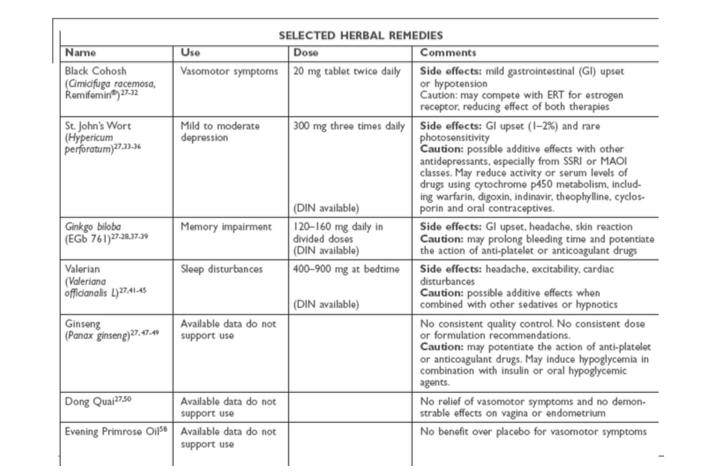 SELECTED HERBAL REMEDIES
Name Use Dose Comments
Black Cohosh Vasomotor symptoms 20 mg tablet twice daily Side effects: mild gastrointestinal (GI) upset
(Cimicifuga racemosa, or hypotension
Remifemin®)27-32 Caution: may compete with ERT for estrogen
receptor, reducing effect of both therapies
St. John's Wort Mild to moderate 300 mg three times daily Side effects: GI upset (1–2%) and rare
(Hypericum depression photosensitivity
perforatum)27,33-36 Caution: possible additive effects with other
antidepressants, especially from SSRI or MAOI
classes. May reduce activity or serum levels of
drugs using cytochrome p450 metabolism, includ-
ing warfarin, digoxin, indinavir, theophylline, cyclos-
(DIN available) porin and oral contraceptives.
Ginkgo biloba Memory impairment 120–160 mg daily in Side effects: GI upset, headache, skin reaction
(EGb 761)27-28,37-39 divided doses Caution: may prolong bleeding time and potentiate
(DIN available) the action of anti-platelet or anticoagulant drugs
Valerian Sleep disturbances 400–900 mg at bedtime Side effects: headache, excitability, cardiac
(Valeriana disturbances
officianalis L)27,41-45 Caution: possible additive effects when
(DIN available) combined with other sedatives or hypnotics
Ginseng Available data do not No consistent quality control. No consistent dose
(Panax ginseng)27,47-49 support use or formulation recommendations.
Caution: may potentiate the action of anti-platelet
or anticoagulant drugs. May induce hypoglycemia in
combination with insulin or oral hypoglycemic
agents.
Dong Quai27,50 Available data do not No relief of vasomotor symptoms and no demon-
support use strable effects on vagina or endometrium
Evening Primrose Oil58 Available data do not No benefit over placebo for vasomotor symptoms
support use